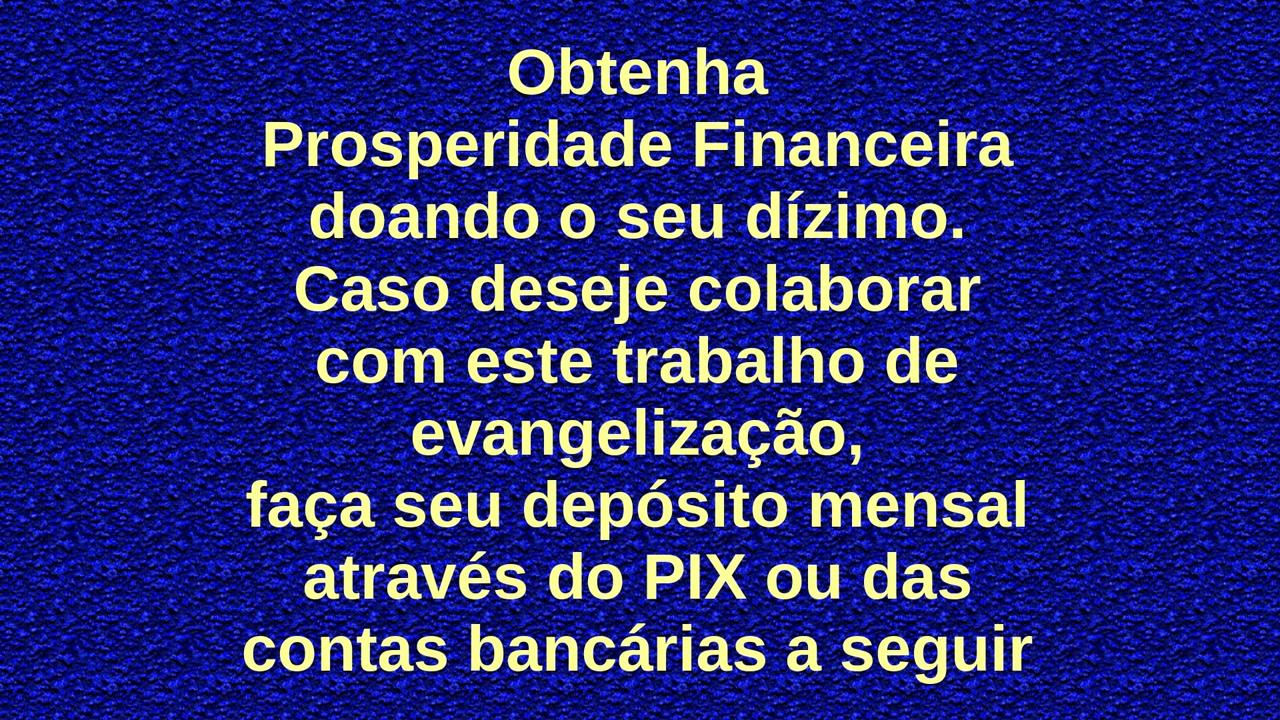 Obtenha
Prosperidade Financeira
doando o seu dízimo.
Caso deseje colaborar
com este trabalho de
evangelização,
faça seu depósito mensal
através do PIX ou das
contas bancárias a seguir